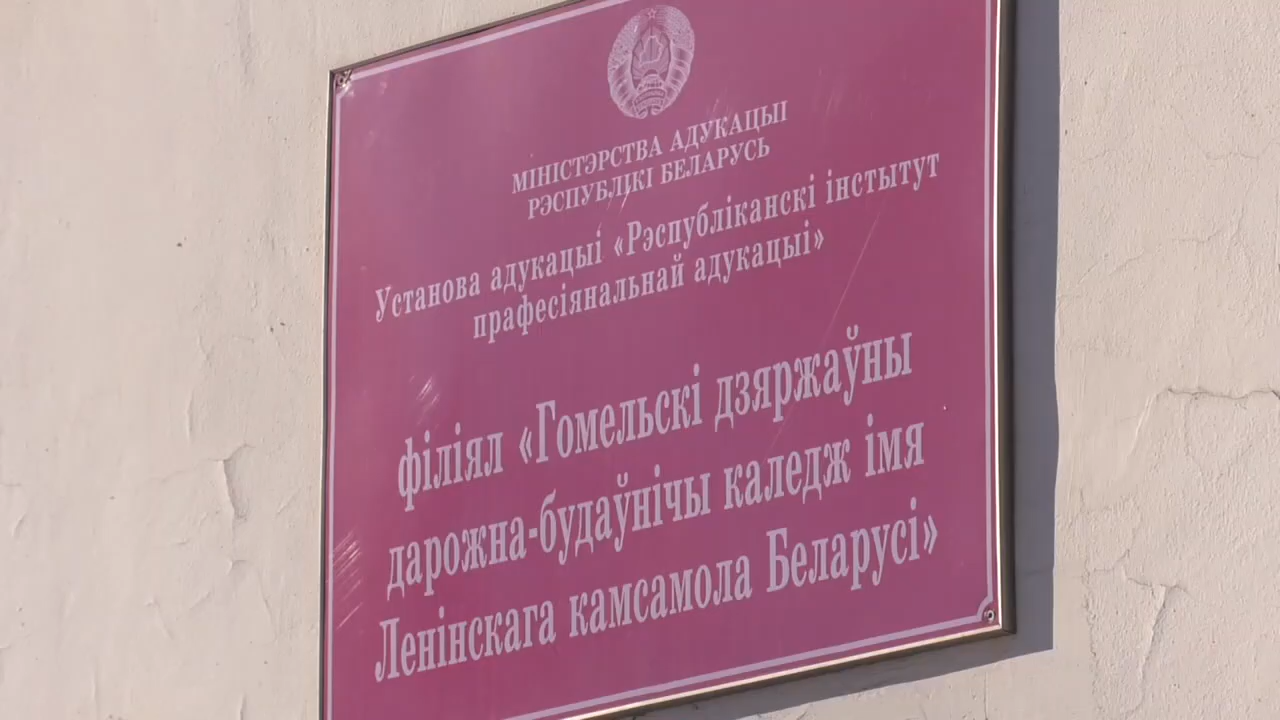 МІНІСТЭРСТВА АДУКАЦЫІ
РЭСПУБЛІКІ БЕЛАРУСЬ
Установа адукацыі «Рэспубліканскі інстытут
прафесіянальнай адукацыі»
філіял «Гомельскі дзяржаўны
дарожна-будаўнічы каледж імя
Ленінскага камсамола Беларусі»